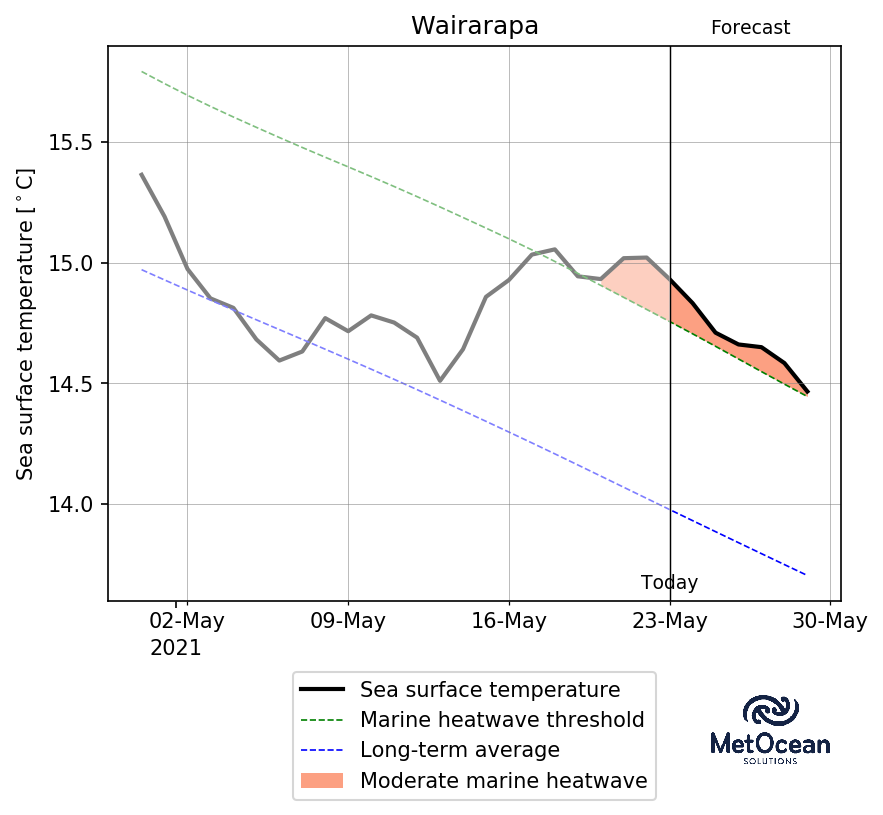 Wairarapa
Forecast
Sea surface temperature [°C]
15.5
15.0
14.5
14.0
Today
02-May
2021
09-May
16-May
23-May
30-May
Sea surface temperature
Marine heatwave threshold
Long-term average
Moderate marine heatwave
MetOcean
SOLUTIONS